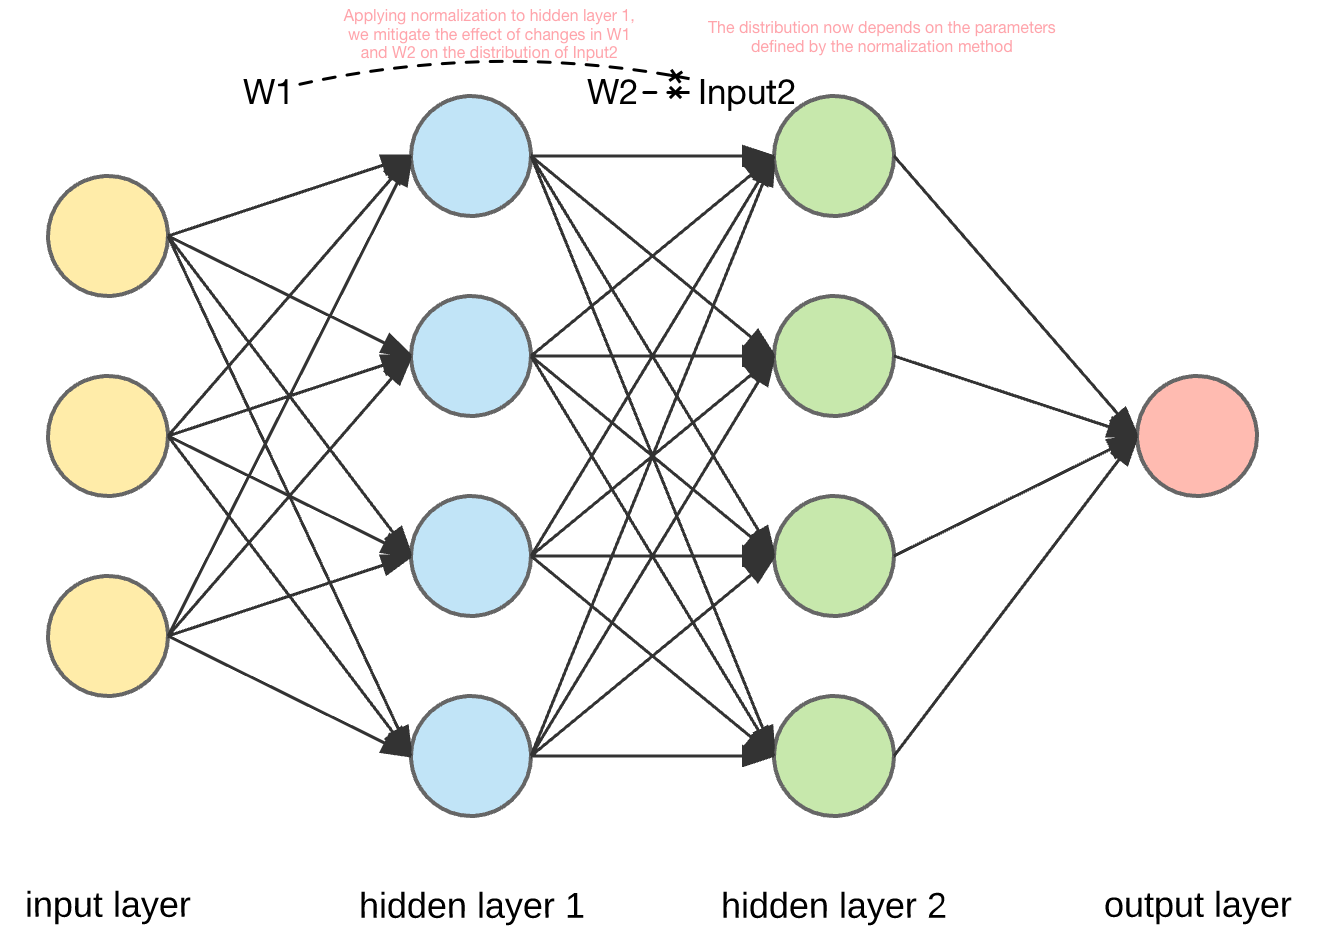 Applying normalization to hidden layer 1,
we mitigate the effect of changes in W1
and W2 on the distribution of Input2
The distribution now depends on the parameters
defined by the normalization method
W1
W2
Input2
input layer
hidden layer 1
hidden layer 2
output layer